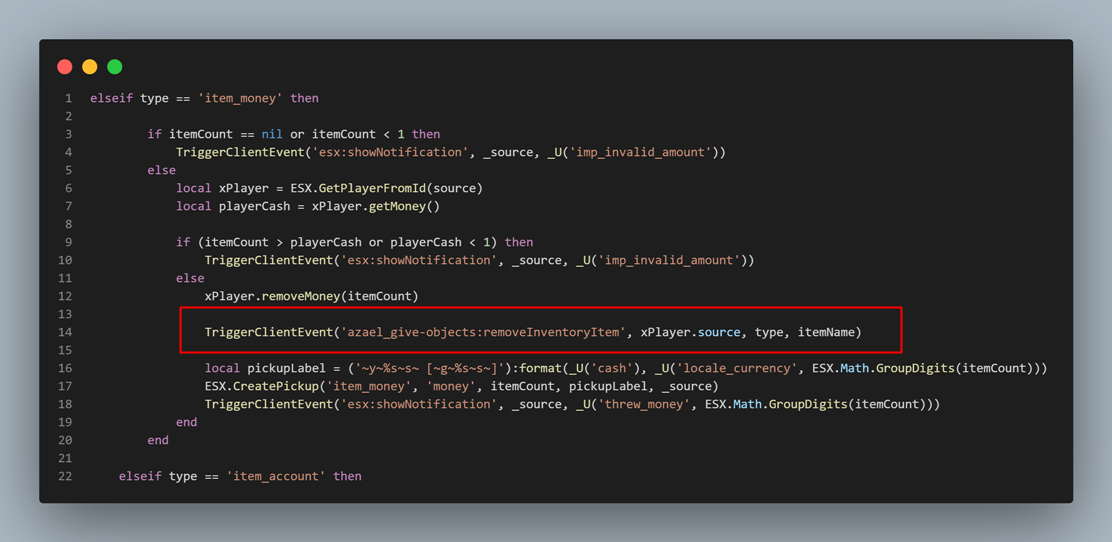 1 elseif type == 'item_money' then
2
3 if itemCount == nil or itemCount < 1 then
4 TriggerClientEvent('esx:showNotification', _source, _U('imp_invalid_amount'))
5 else
6 local xPlayer = ESX.GetPlayerFromId(source)
7 local playerCash = xPlayer.getMoney()
8
9 if (itemCount > playerCash or playerCash < 1) then
10 TriggerClientEvent('esx:showNotification', _source, _U('imp_invalid_amount'))
11 else
12 xPlayer.removeMoney(itemCount)
13
14 TriggerClientEvent('azael_give-objects:removeInventoryItem', xPlayer.source, type, itemName)
15
16 local pickupLabel = ('~y~%s~s~ [~g~%s~s~]'):format(_U('cash'), _U('locale_currency', ESX.Math.GroupDigits(itemCount)))
17 ESX.CreatePickup('item_money', 'money', itemCount, pickupLabel, _source)
18 TriggerClientEvent('esx:showNotification', _source, _U('threw_money', ESX.Math.GroupDigits(itemCount)))
19 end
20 end
21
22 elseif type == 'item_account' then